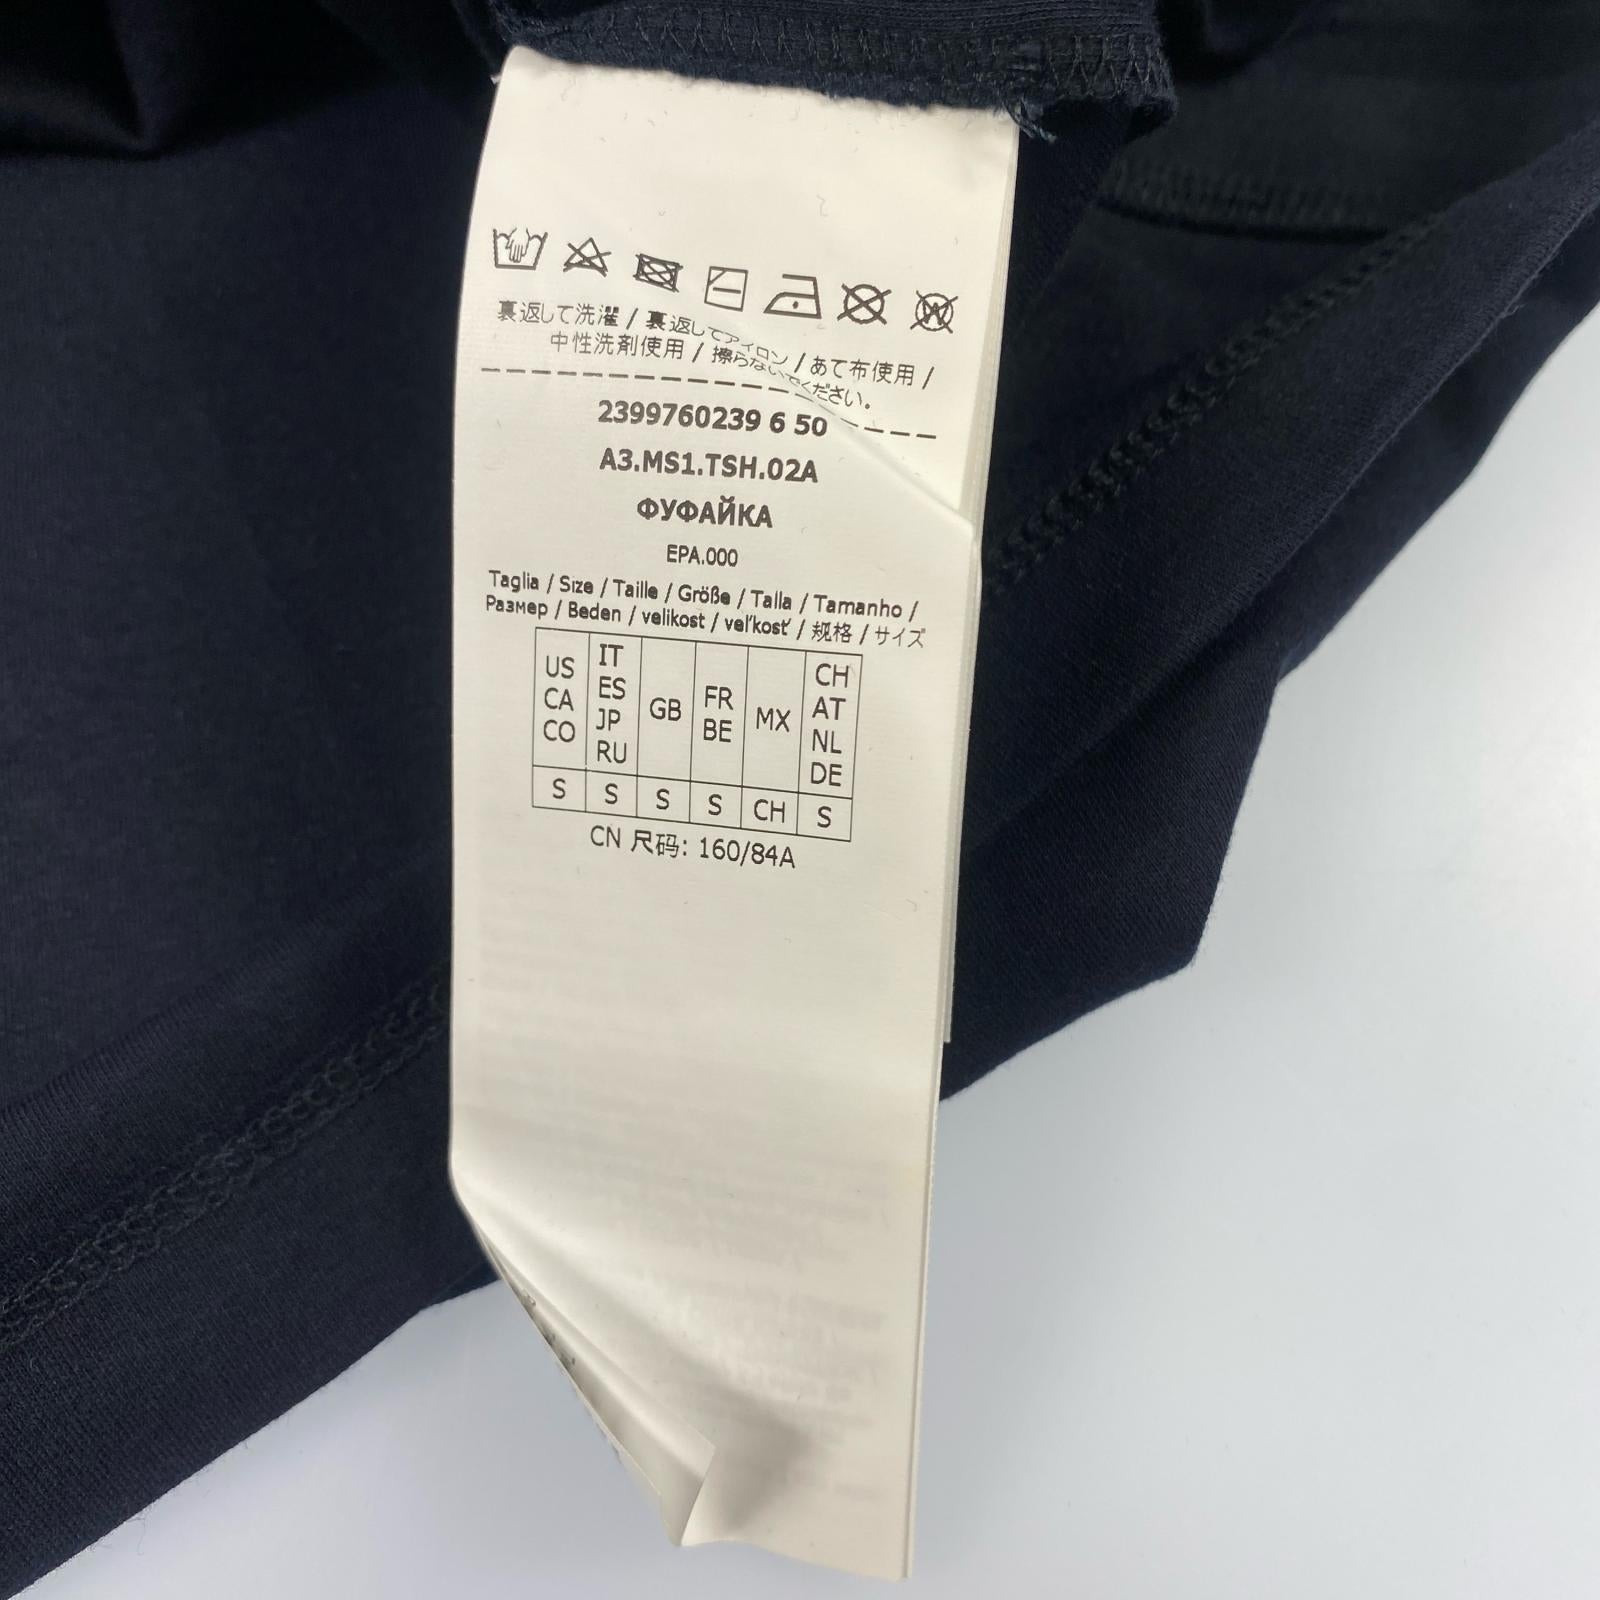 裏返して洗濯 / 裏返してアイロン / あて布使用 /
中性洗剤使用 / 擦らないでください。
2399760239 6 50
A3.MS1.TSH.02A
ФУФАЙКА
EPA.000
Taglia / Size / Taille / Größe / Talla / Tamanho /
Размер / Beden / velikost / veľkosť / 规格 / サイズ
US CA CO IT ES JP RU GB FR BE MX CH AT NL DE
S S S S CH S
CN 尺码: 160/84A